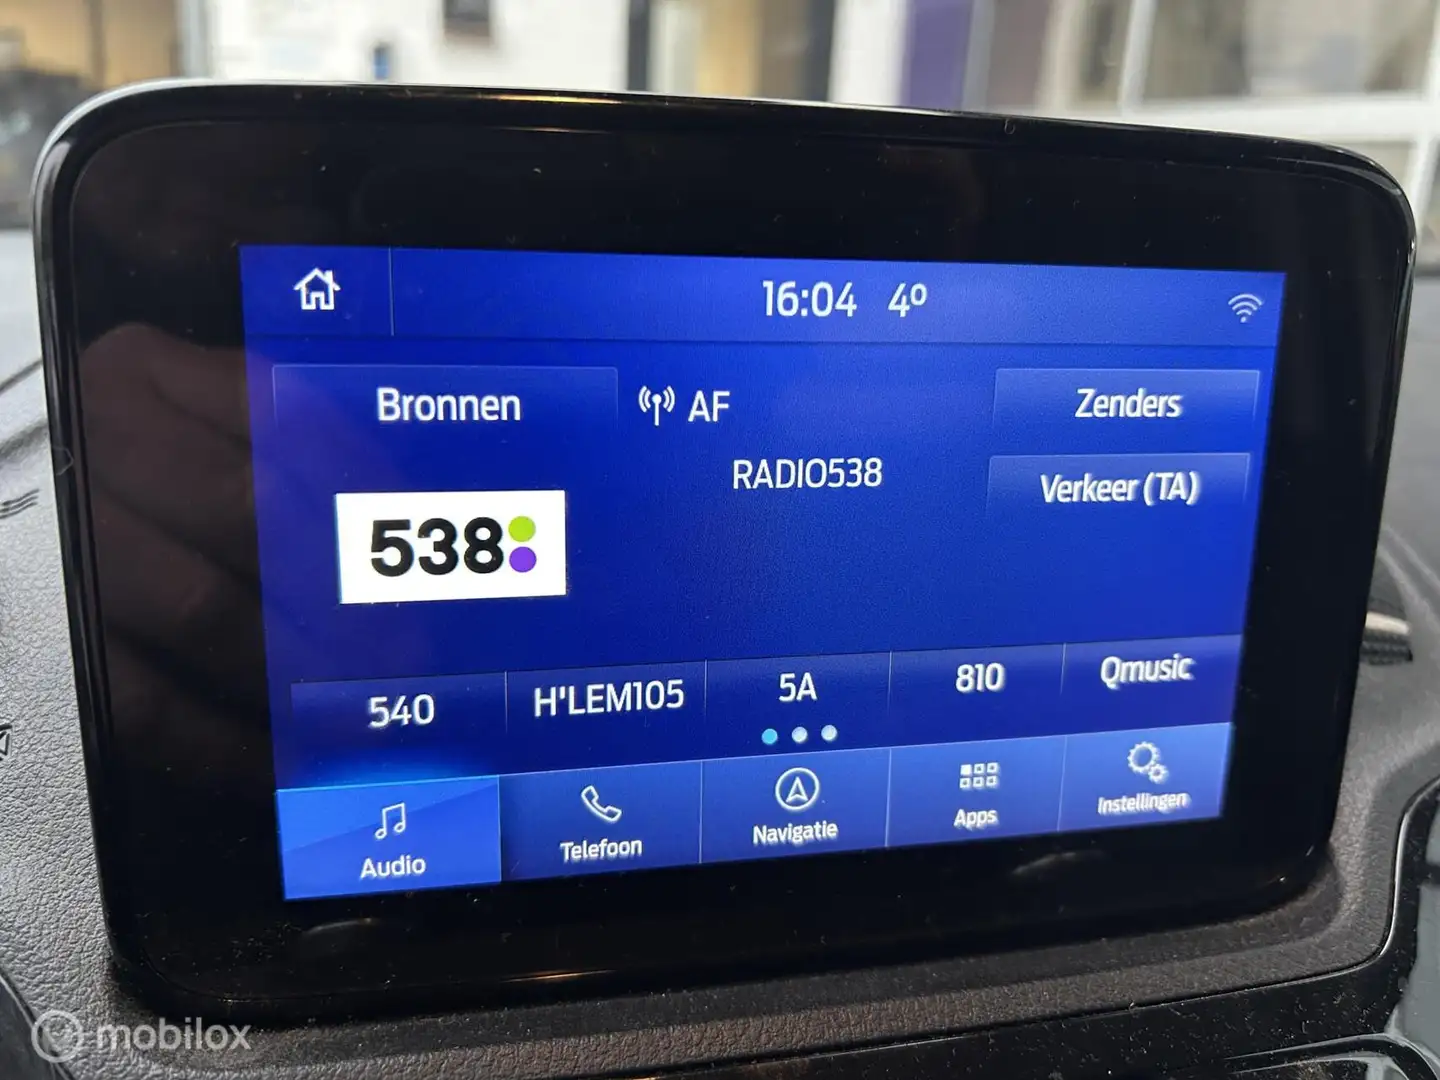 16:04 4°
Bronnen
AF
Zenders
RADIO538
Verkeer (TA)
538
540
H'LEM105
5A
810
Qmusic
Audio
Telefoon
Navigatie
Apps
Instellingen
mobilox